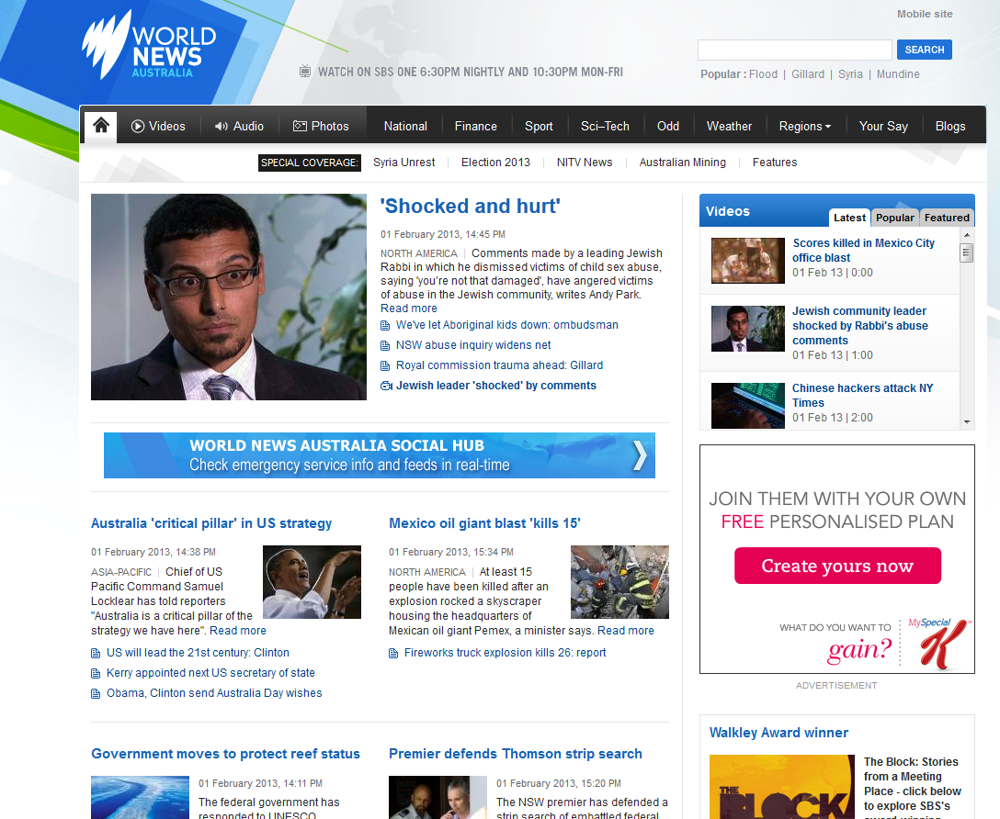 Mobile site
WORLD
NEWS
AUSTRALIA
WATCH ON SBS ONE 6:30PM NIGHTLY AND 10:30PM MON-FRI
SEARCH
Popular : Flood | Gillard | Syria | Mundine
Videos Audio Photos National Finance Sport Sci–Tech Odd Weather Regions Your Say Blogs
SPECIAL COVERAGE: Syria Unrest | Election 2013 | NITV News | Australian Mining | Features
'Shocked and hurt'
01 February 2013, 14:45 PM
NORTH AMERICA | Comments made by a leading Jewish
Rabbi in which he dismissed victims of child sex abuse,
saying 'you're not that damaged', have angered victims
of abuse in the Jewish community, writes Andy Park.
Read more
We've let Aboriginal kids down: ombudsman
NSW abuse inquiry widens net
Royal commission trauma ahead: Gillard
Jewish leader 'shocked' by comments
WORLD NEWS AUSTRALIA SOCIAL HUB
Check emergency service info and feeds in real-time
Australia 'critical pillar' in US strategy
01 February 2013, 14:38 PM
ASIA-PACIFIC | Chief of US
Pacific Command Samuel
Locklear has told reporters
"Australia is a critical pillar of the
strategy we have here". Read more
US will lead the 21st century: Clinton
Kerry appointed next US secretary of state
Obama, Clinton send Australia Day wishes
Mexico oil giant blast 'kills 15'
01 February 2013, 15:34 PM
NORTH AMERICA | At least 15
people have been killed after an
explosion rocked a skyscraper
housing the headquarters of
Mexican oil giant Pemex, a minister says. Read more
Fireworks truck explosion kills 26: report
Government moves to protect reef status
01 February 2013, 14:11 PM
The federal government has
responded to UNESCO
Premier defends Thomson strip search
01 February 2013, 15:20 PM
The NSW premier has defended a
strip search of embattled federal
Videos
Latest Popular Featured
Scores killed in Mexico City
office blast
01 Feb 13 | 0:00
Jewish community leader
shocked by Rabbi's abuse
comments
01 Feb 13 | 1:00
Chinese hackers attack NY
Times
01 Feb 13 | 2:00
JOIN THEM WITH YOUR OWN
FREE PERSONALISED PLAN
Create yours now
WHAT DO YOU WANT TO
gain?
MySpecial
K
ADVERTISEMENT
Walkley Award winner
THE
BLOCK
The Block: Stories
from a Meeting
Place - click below
to explore SBS's
award-winning